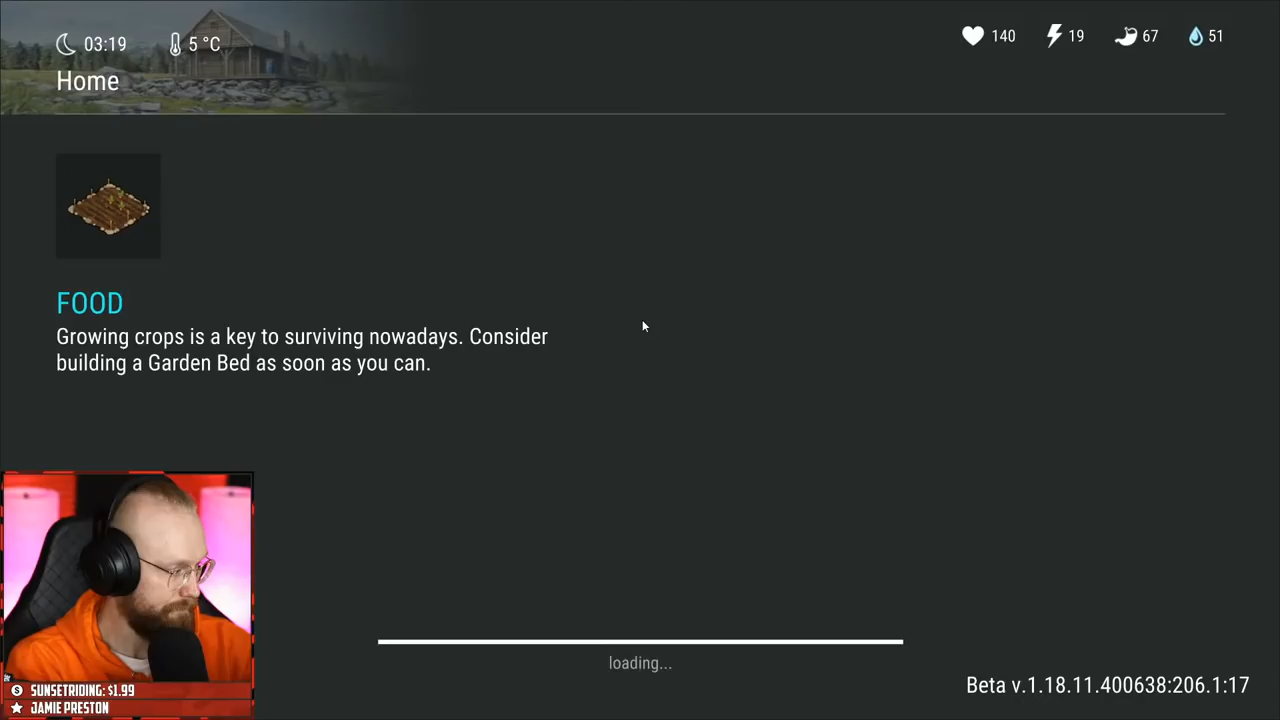 03:19 5 °C 140 19 67 51
Home
FOOD
Growing crops is a key to surviving nowadays. Consider
building a Garden Bed as soon as you can.
loading...
Beta v.1.18.11.400638:206.1:17
SUNSETRIDING: $1.99
JAMIE PRESTON